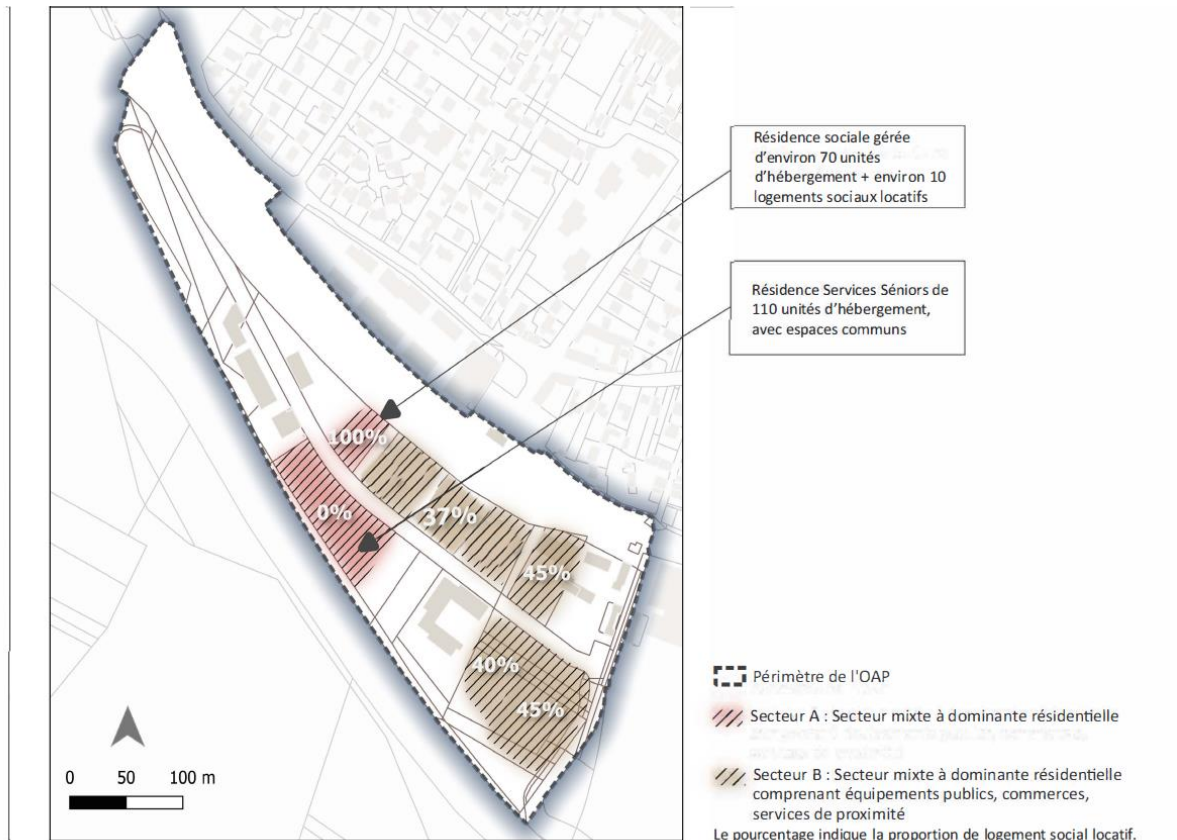 Résidence sociale gérée
d'environ 70 unités
d'hébergement + environ 10
logements sociaux locatifs
Résidence Services Séniors de
110 unités d'hébergement,
avec espaces communs
100%
0%
37%
45%
40%
45%
0 50 100 m
Périmètre de l'OAP
Secteur A : Secteur mixte à dominante résidentielle
Secteur B : Secteur mixte à dominante résidentielle
comprenant équipements publics, commerces,
services de proximité
Le pourcentage indique la proportion de logement social locatif.